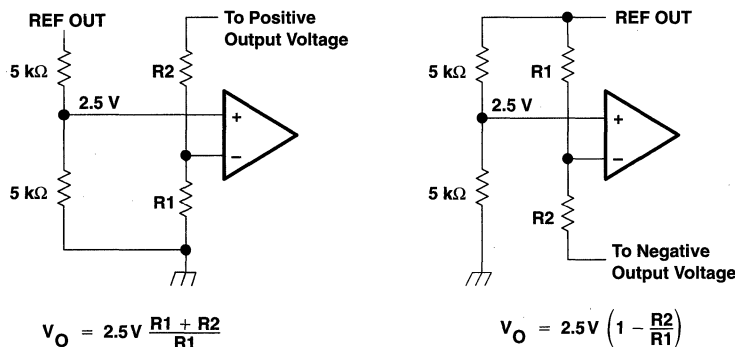 REF OUT
To Positive
Output Voltage
5 kΩ
R2
2.5 V
+
−
5 kΩ
R1
V_O = 2.5 V (R1 + R2)/R1
REF OUT
5 kΩ
R1
2.5 V
+
−
5 kΩ
R2
To Negative
Output Voltage
V_O = 2.5 V (1 − R2/R1)